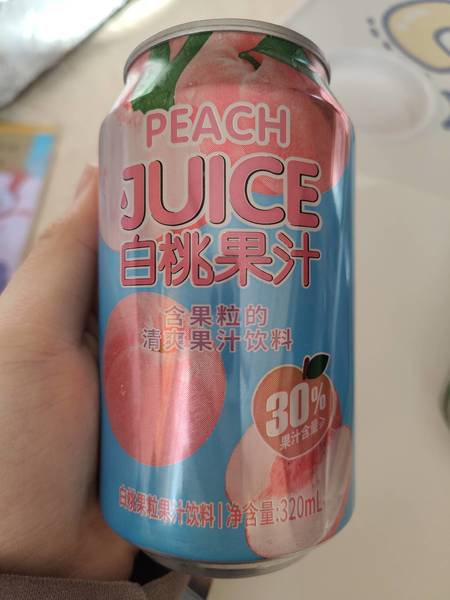 PEACH
JUICE
白桃果汁
含果粒的
清爽果汁饮料
30%
果汁含量>
白桃果粒果汁饮料|净含量:320mL